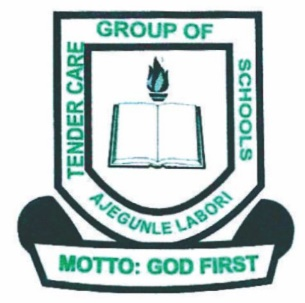 TENDER CARE
GROUP OF
SCHOOLS
AJEGUNLE LABORI
MOTTO: GOD FIRST